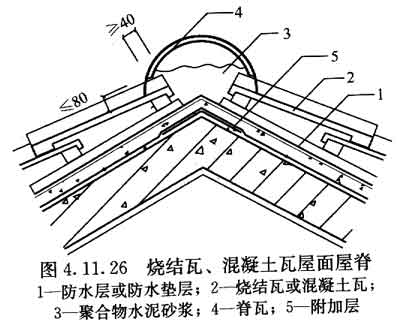 ≥40
4
3
5
2
1
≤80
图 4.11.26 烧结瓦、混凝土瓦屋面屋脊
1—防水层或防水垫层；2—烧结瓦或混凝土瓦；
3—聚合物水泥砂浆；4—脊瓦；5—附加层